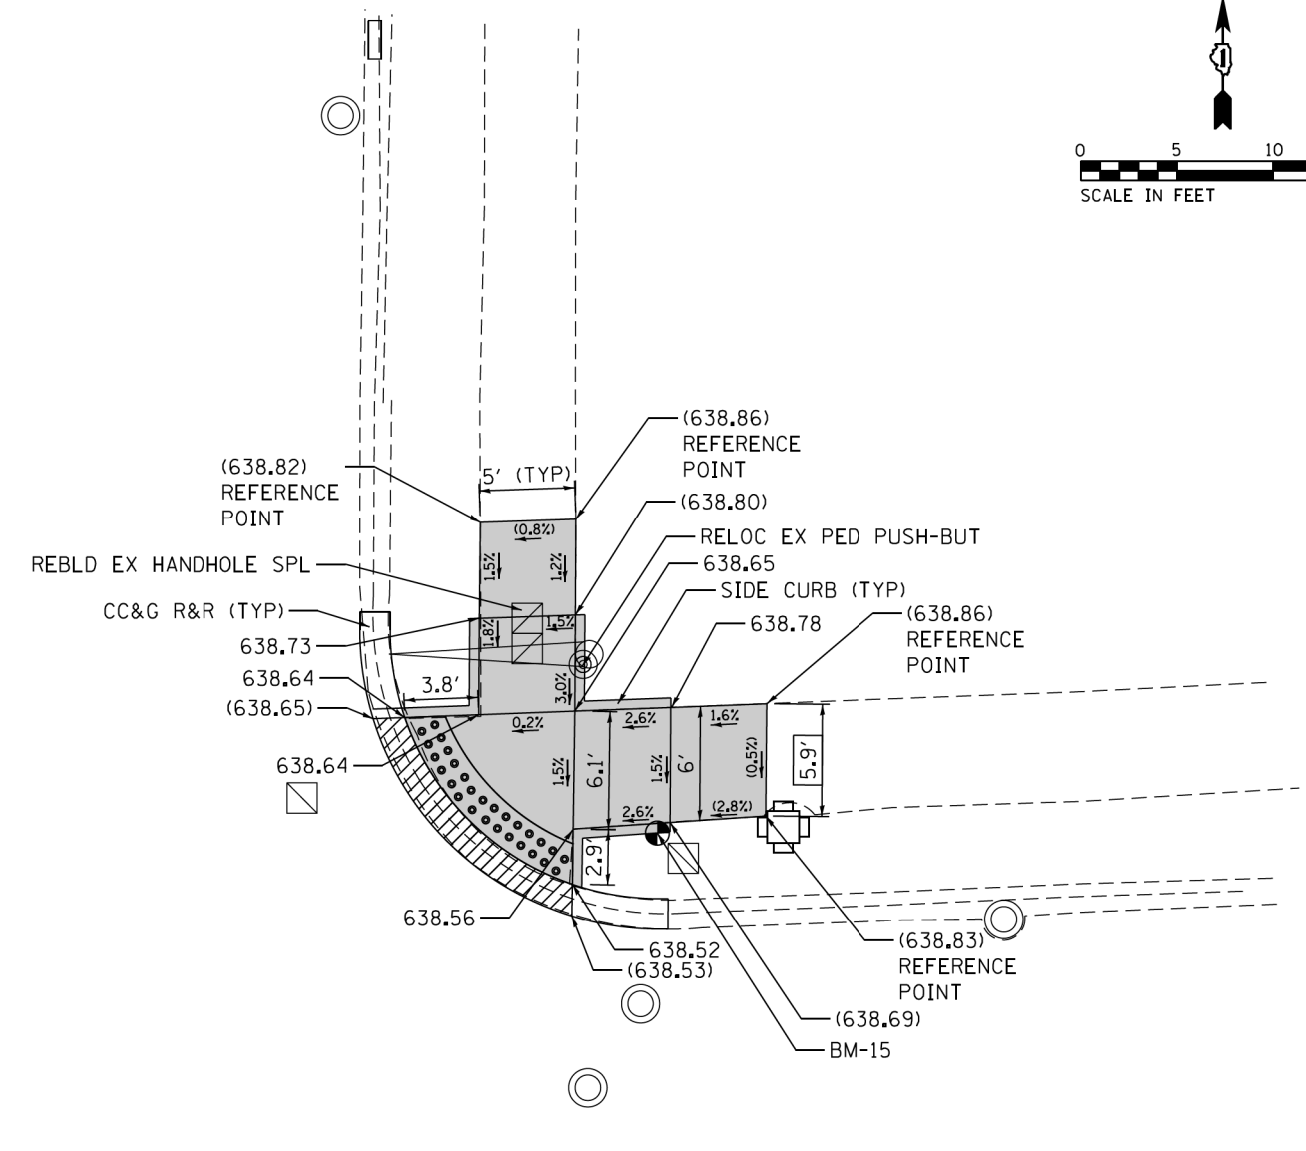 0 5 10
SCALE IN FEET
(638.86)
REFERENCE
POINT
(638.82)
REFERENCE
POINT
5' (TYP)
(638.80)
(0.8%)
RELOC EX PED PUSH-BUT
REBLD EX HANDHOLE SPL
1.5%
1.2%
638.65
SIDE CURB (TYP)
CC&G R&R (TYP)
(638.86)
REFERENCE
POINT
638.78
1.8%
1.5%
638.73
638.64
3.8'
3.0%
(638.65)
0.2%
2.6%
1.6%
638.64
1.5%
6.1'
1.5%
6'
(0.5%)
5.9'
2.6%
(2.8%)
2.9'
638.56
638.52
(638.53)
(638.83)
REFERENCE
POINT
(638.69)
BM-15